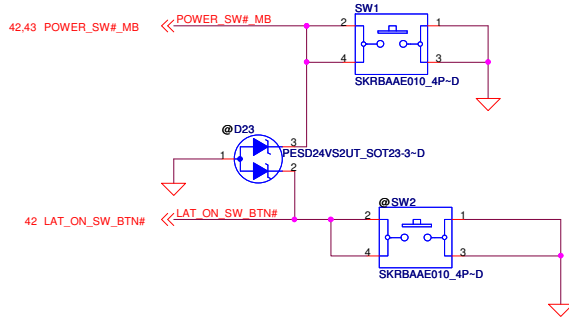 SW1
42,43 POWER_SW#_MB
POWER_SW#_MB
2
1
4
3
SKRBAAE010_4P~D
@D23
3
1
PESD24VS2UT_SOT23-3~D
2
@SW2
42 LAT_ON_SW_BTN#
LAT_ON_SW_BTN#
2
1
4
3
SKRBAAE010_4P~D